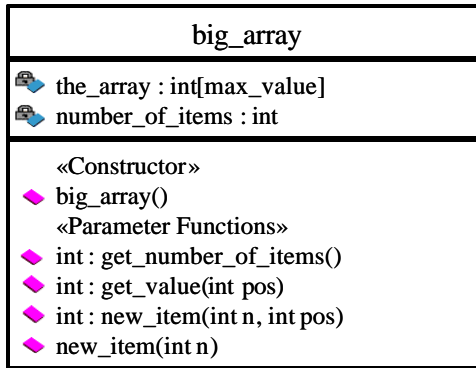 big_array
the_array : int[max_value]
number_of_items : int
«Constructor»
big_array()
«Parameter Functions»
int : get_number_of_items()
int : get_value(int pos)
int : new_item(int n, int pos)
new_item(int n)